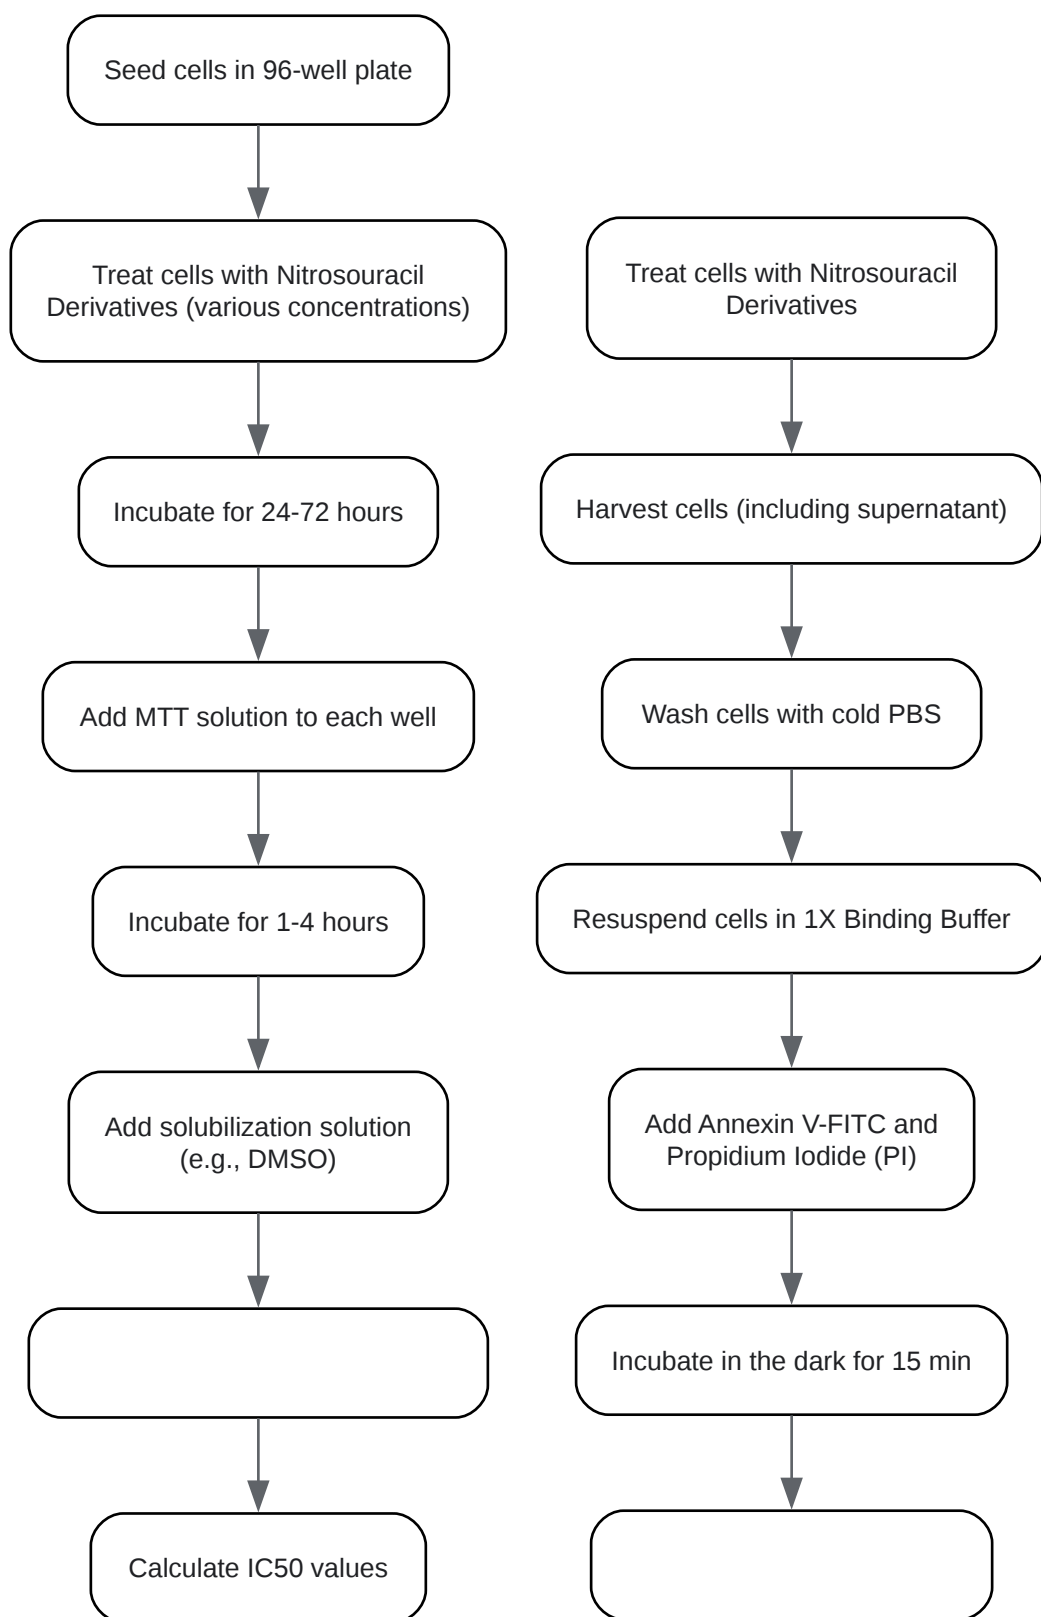 Seed cells in 96-well plate
Treat cells with Nitrosouracil
Derivatives (various concentrations)
Incubate for 24-72 hours
Add MTT solution to each well
Incubate for 1-4 hours
Add solubilization solution
(e.g., DMSO)
Calculate IC50 values
Treat cells with Nitrosouracil
Derivatives
Harvest cells (including supernatant)
Wash cells with cold PBS
Resuspend cells in 1X Binding Buffer
Add Annexin V-FITC and
Propidium Iodide (PI)
Incubate in the dark for 15 min